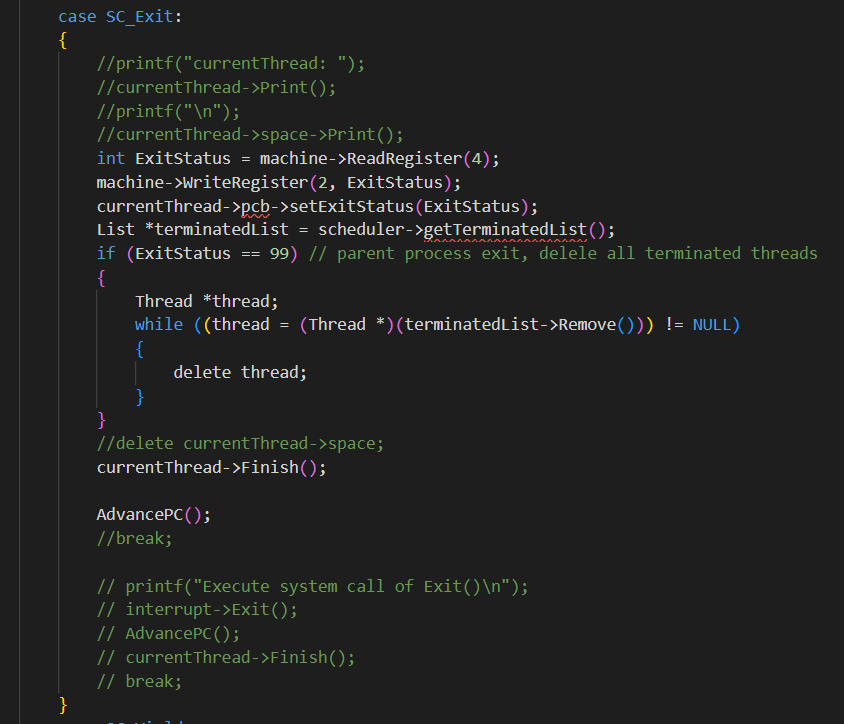 case SC_Exit:
{
//printf("currentThread: ");
//currentThread->Print();
//printf("\n");
//currentThread->space->Print();
int ExitStatus = machine->ReadRegister(4);
machine->WriteRegister(2, ExitStatus);
currentThread->pcb->setExitStatus(ExitStatus);
List *terminatedList = scheduler->getTerminatedList();
if (ExitStatus == 99) // parent process exit, delele all terminated threads
{
Thread *thread;
while ((thread = (Thread *)(terminatedList->Remove())) != NULL)
{
delete thread;
}
}
//delete currentThread->space;
currentThread->Finish();
AdvancePC();
//break;
// printf("Execute system call of Exit()\n");
// interrupt->Exit();
// AdvancePC();
// currentThread->Finish();
// break;
}